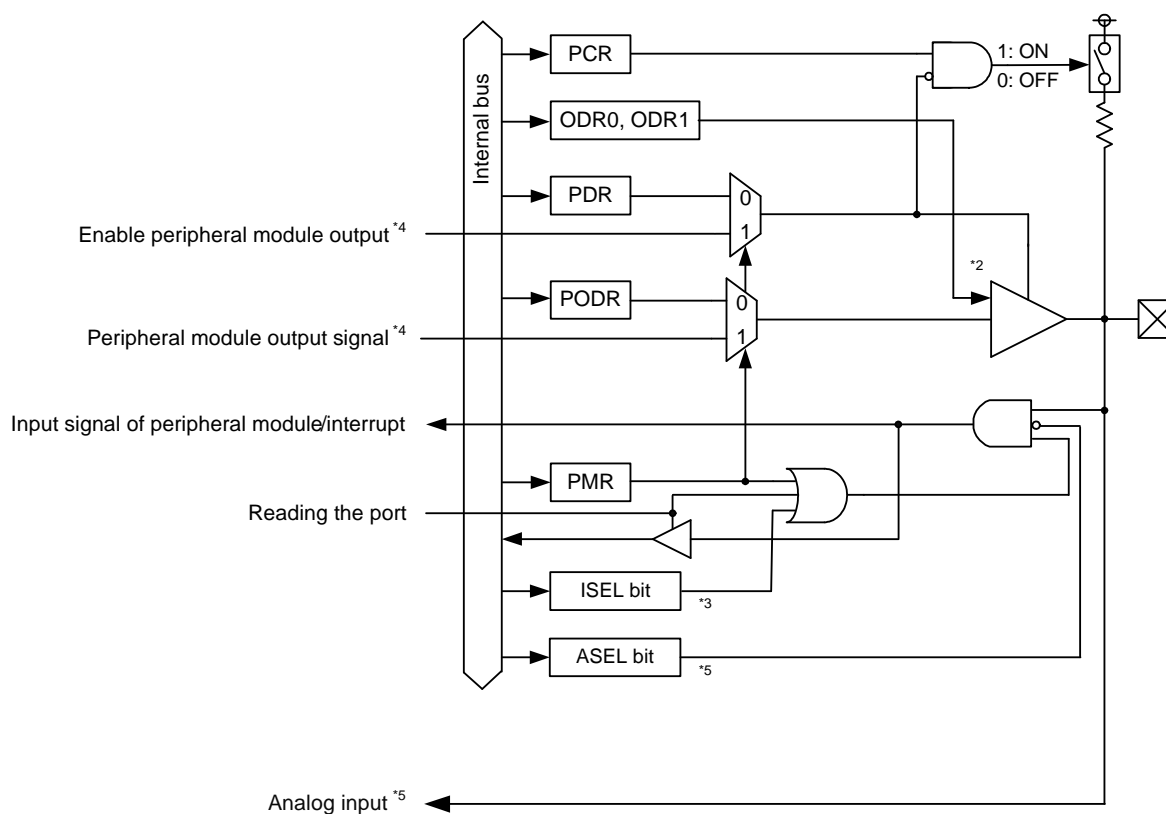 Internal bus
PCR
1: ON
0: OFF
ODR0, ODR1
PDR
0
Enable peripheral module output *4
1
*2
PODR
0
Peripheral module output signal *4
1
Input signal of peripheral module/interrupt
PMR
Reading the port
ISEL bit
*3
ASEL bit
*5
Analog input *5